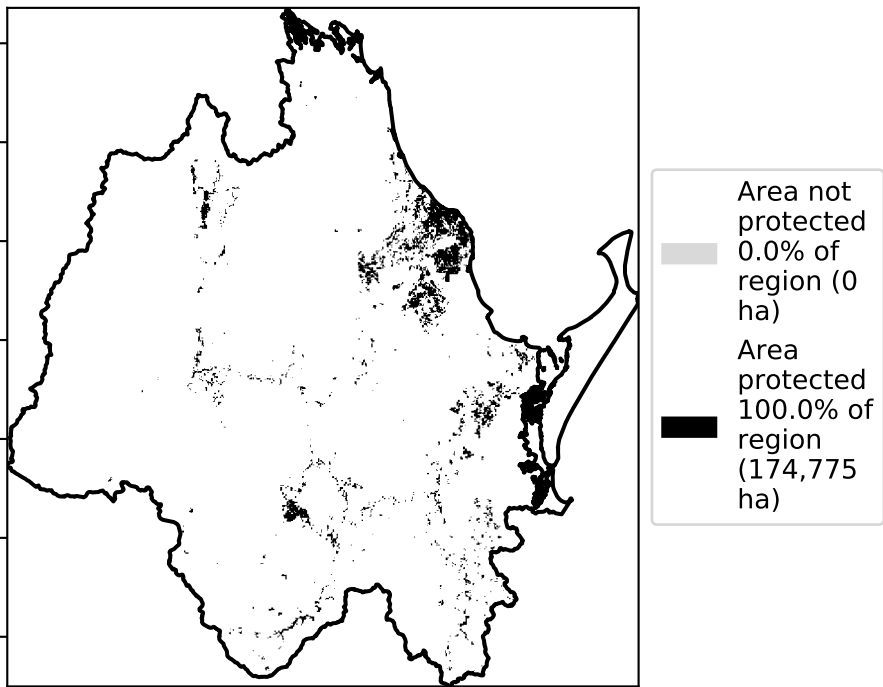 Area not
protected
0.0% of
region (0
ha)
Area
protected
100.0% of
region
(174,775
ha)